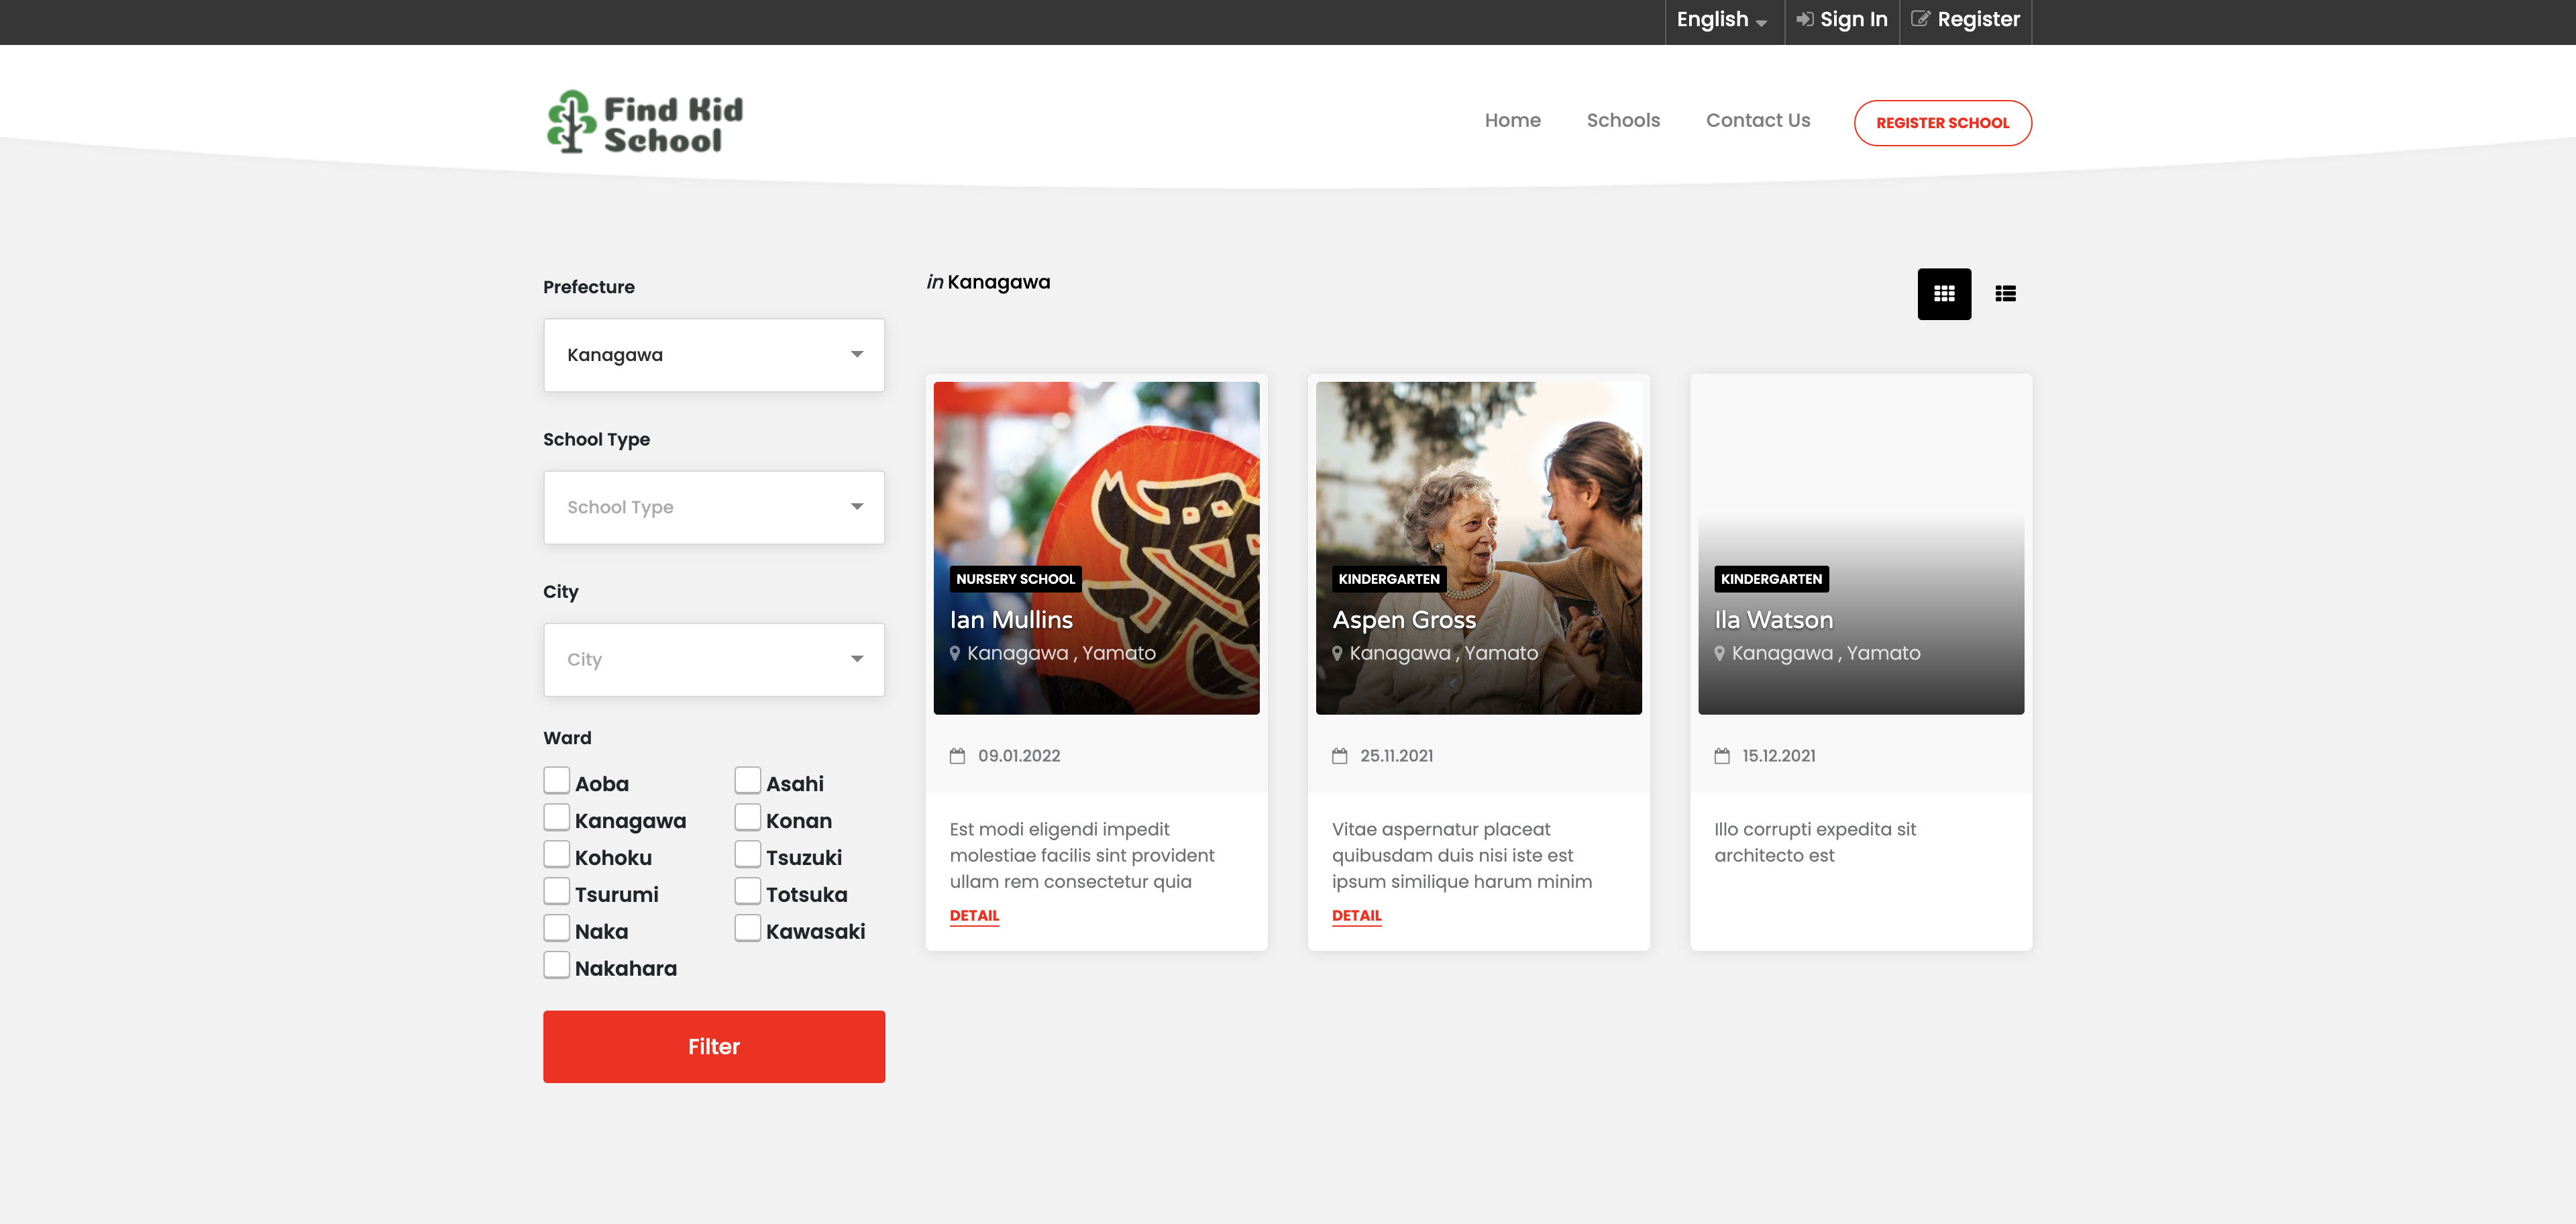 English
Sign In
Register
Find Kid
School
Home
Schools
Contact Us
REGISTER SCHOOL
Prefecture
Kanagawa
School Type
School Type
City
City
Ward
Aoba
Asahi
Kanagawa
Konan
Kohoku
Tsuzuki
Tsurumi
Totsuka
Naka
Kawasaki
Nakahara
Filter
in Kanagawa
NURSERY SCHOOL
Ian Mullins
Kanagawa , Yamato
09.01.2022
Est modi eligendi impedit
molestiae facilis sint provident
ullam rem consectetur quia
DETAIL
KINDERGARTEN
Aspen Gross
Kanagawa , Yamato
25.11.2021
Vitae aspernatur placeat
quibusdam duis nisi iste est
ipsum similique harum minim
DETAIL
KINDERGARTEN
Ila Watson
Kanagawa , Yamato
15.12.2021
Illo corrupti expedita sit
architecto est